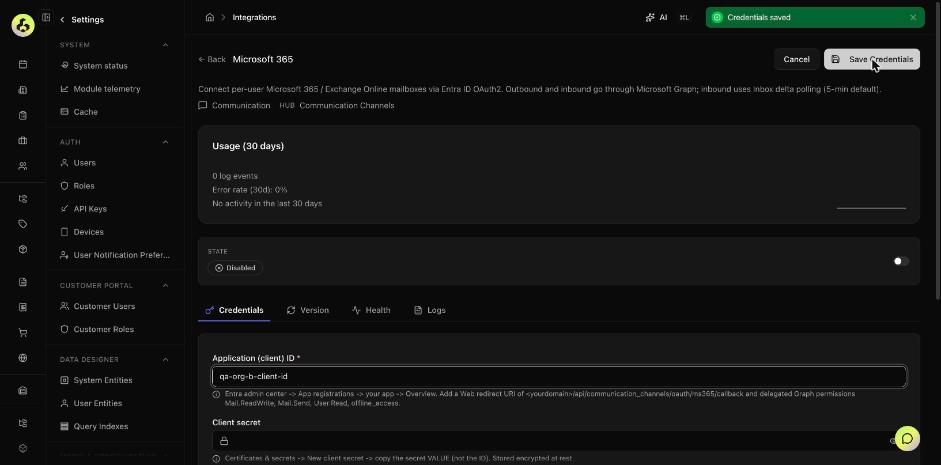 Settings
Integrations
AI
⌘L
Credentials saved
← Back
Microsoft 365
Cancel
Save Credentials
Connect per-user Microsoft 365 / Exchange Online mailboxes via Entra ID OAuth2. Outbound and inbound go through Microsoft Graph; inbound uses Inbox delta polling (5-min default).
Communication
HUB Communication Channels
SYSTEM
System status
Module telemetry
Cache
AUTH
Users
Roles
API Keys
Devices
User Notification Prefer...
CUSTOMER PORTAL
Customer Users
Customer Roles
DATA DESIGNER
System Entities
User Entities
Query Indexes
Usage (30 days)
0 log events
Error rate (30d): 0%
No activity in the last 30 days
STATE
Disabled
Credentials
Version
Health
Logs
Application (client) ID *
qa-org-b-client-id
Entra admin center -> App registrations -> your app -> Overview. Add a Web redirect URI of <yourdomain>/api/communication_channels/oauth/ms365/callback and delegated Graph permissions
Mail.ReadWrite, Mail.Send, User.Read, offline_access.
Client secret
Certificates & secrets -> New client secret -> copy the secret VALUE (not the ID). Stored encrypted at rest.